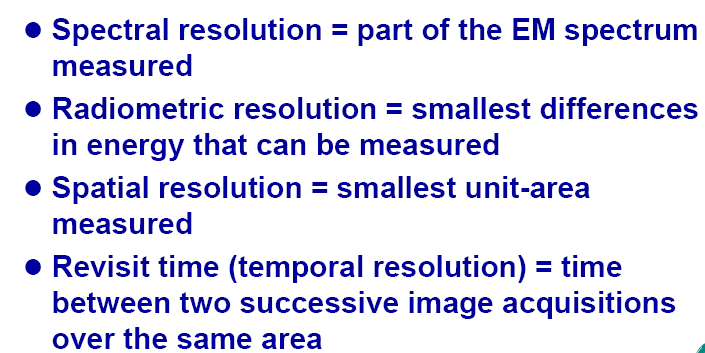 ● Spectral resolution = part of the EM spectrum
measured
● Radiometric resolution = smallest differences
in energy that can be measured
● Spatial resolution = smallest unit-area
measured
● Revisit time (temporal resolution) = time
between two successive image acquisitions
over the same area